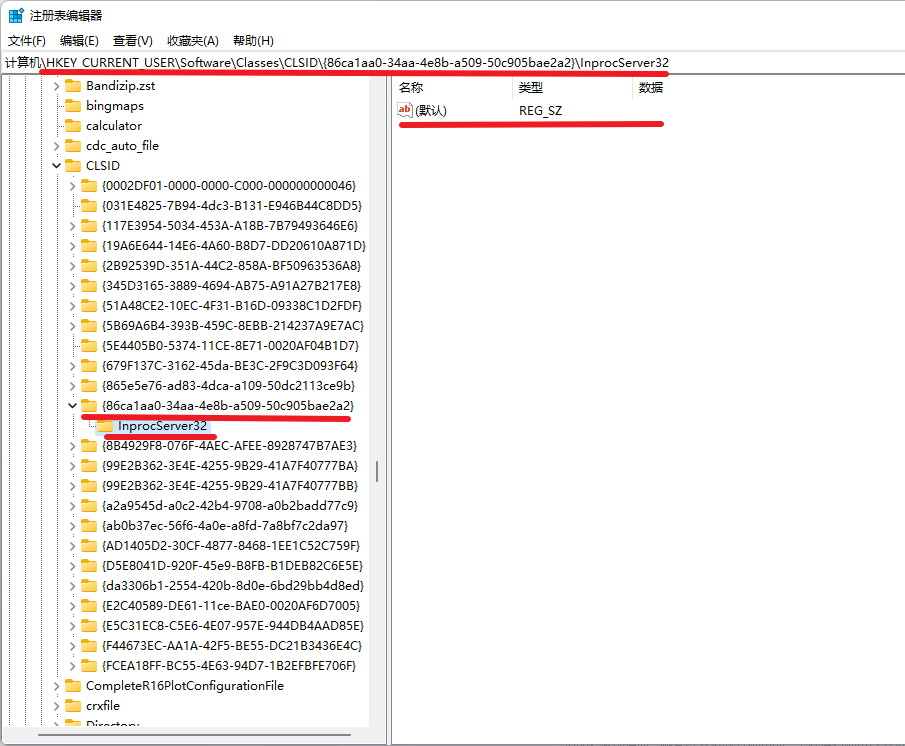 注册表编辑器
文件(F) 编辑(E) 查看(V) 收藏夹(A) 帮助(H)
计算机\HKEY_CURRENT_USER\Software\Classes\CLSID\{86ca1aa0-34aa-4e8b-a509-50c905bae2a2}\InprocServer32
名称 类型 数据
ab (默认) REG_SZ
Bandizip.zst
bingmaps
calculator
cdc_auto_file
CLSID
{0002DF01-0000-0000-C000-000000000046}
{031E4825-7B94-4dc3-B131-E946B44C8DD5}
{117E3954-5034-453A-A18B-7B79493646E6}
{19A6E644-14E6-4A60-B8D7-DD20610A871D}
{2B92539D-351A-44C2-858A-BF50963536A8}
{345D3165-3889-4694-AB75-A91A27B217E8}
{51A48CE2-10EC-4F31-B16D-09338C1D2FDF}
{5B69A6B4-393B-459C-8EBB-214237A9E7AC}
{5E4405B0-5374-11CE-8E71-0020AF04B1D7}
{679F137C-3162-45da-BE3C-2F9C3D093F64}
{865e5e76-ad83-4dca-a109-50dc2113ce9b}
{86ca1aa0-34aa-4e8b-a509-50c905bae2a2}
InprocServer32
{8B4929F8-076F-4AEC-AFEE-8928747B7AE3}
{99E2B362-3E4E-4255-9B29-41A7F40777BA}
{99E2B362-3E4E-4255-9B29-41A7F40777BB}
{a2a9545d-a0c2-42b4-9708-a0b2badd77c9}
{ab0b37ec-56f6-4a0e-a8fd-7a8bf7c2da97}
{AD1405D2-30CF-4877-8468-1EE1C52C759F}
{D5E8041D-920F-45e9-B8FB-B1DEB82C6E5E}
{da3306b1-2554-420b-8d0e-6bd29bb4d8ed}
{E2C40589-DE61-11ce-BAE0-0020AF6D7005}
{E5C31EC8-C5E6-4E07-957E-944DB4AAD85E}
{F44673EC-AA1A-42F5-BE55-DC21B3436E4C}
{FCEA18FF-BC55-4E63-94D7-1B2EFBFE706F}
CompleteR16PlotConfigurationFile
crxfile
Directory